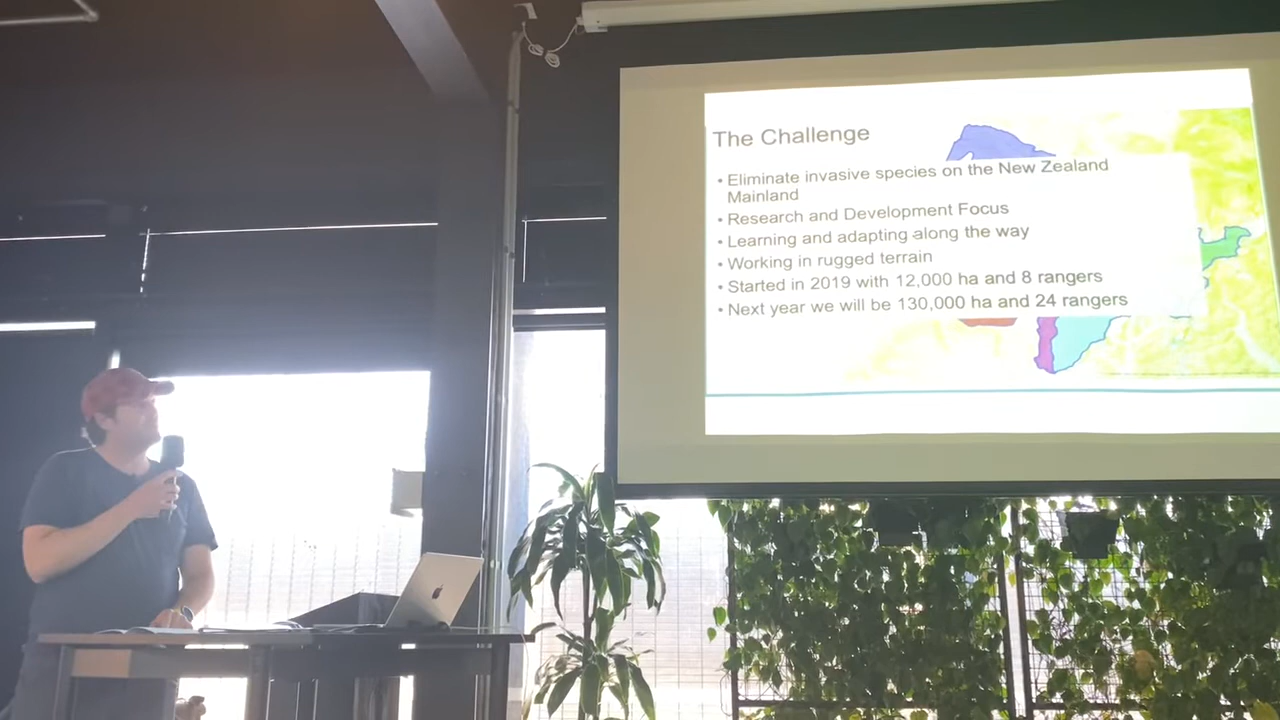 The Challenge
• Eliminate invasive species on the New Zealand
Mainland
• Research and Development Focus
• Learning and adapting along the way
• Working in rugged terrain
• Started in 2019 with 12,000 ha and 8 rangers
• Next year we will be 130,000 ha and 24 rangers